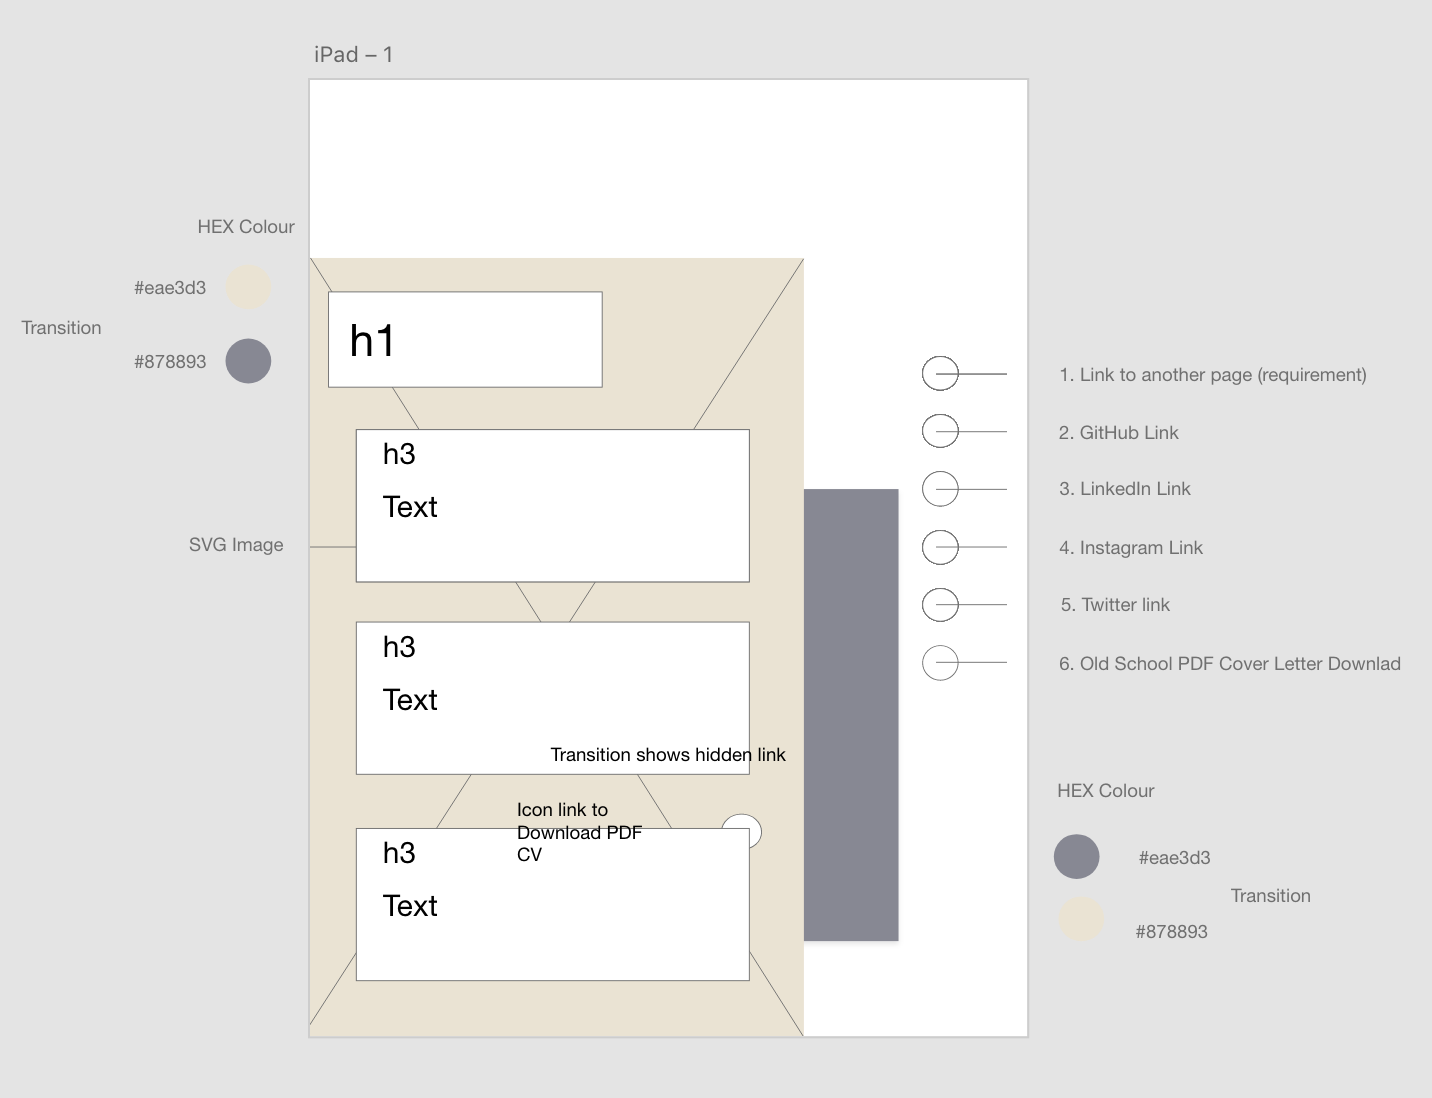 iPad – 1
HEX Colour
#eae3d3
Transition
#878893
SVG Image
h1
h3
Text
h3
Text
Transition shows hidden link
Icon link to
Download PDF
CV
h3
Text
1. Link to another page (requirement)
2. GitHub Link
3. LinkedIn Link
4. Instagram Link
5. Twitter link
6. Old School PDF Cover Letter Downlad
HEX Colour
#eae3d3
Transition
#878893